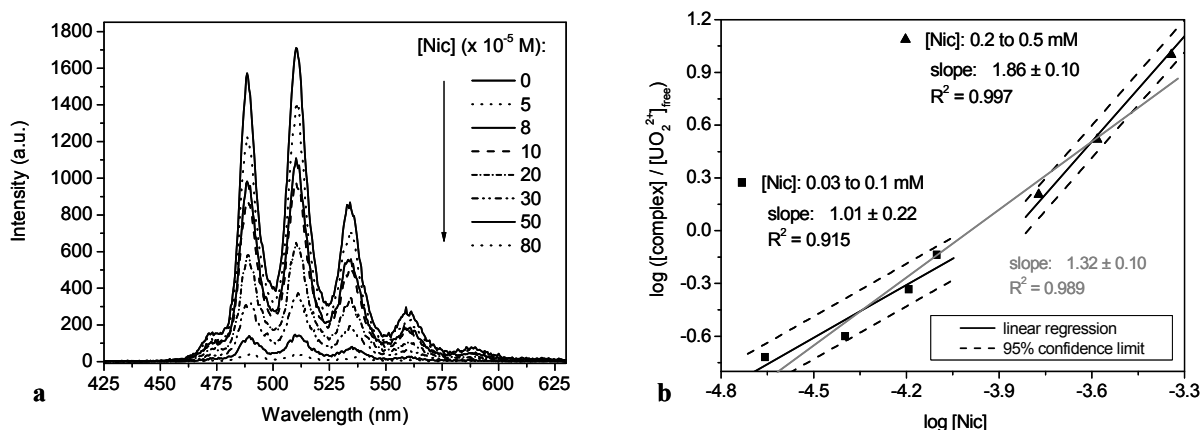 1800
1600
1400
1200
1000
800
600
400
200
0
Intensity (a.u.)
[Nic] (x 10⁻⁵ M):
0
5
8
10
20
30
50
80
425 450 475 500 525 550 575 600 625
Wavelength (nm)
a
1.2
0.9
0.6
0.3
0.0
-0.3
-0.6
log ([complex] / [UO₂²⁺]free)
▲ [Nic]: 0.2 to 0.5 mM
slope: 1.86 ± 0.10
R² = 0.997
■ [Nic]: 0.03 to 0.1 mM
slope: 1.01 ± 0.22
R² = 0.915
slope: 1.32 ± 0.10
R² = 0.989
linear regression
95% confidence limit
-4.8 -4.5 -4.2 -3.9 -3.6 -3.3
log [Nic]
b